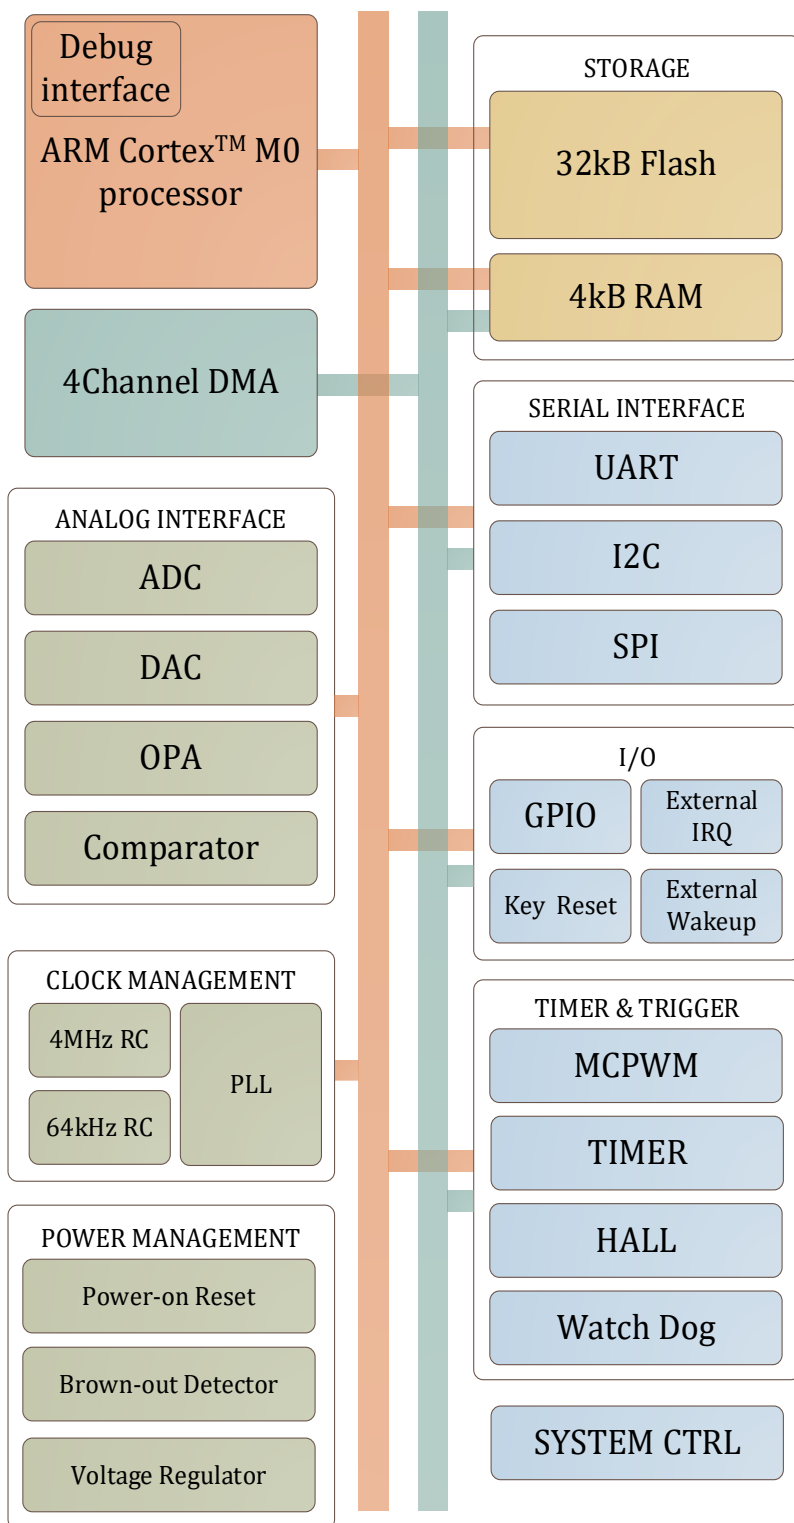 Debug
interface
ARM Cortex™ M0
processor
4Channel DMA
ANALOG INTERFACE
ADC
DAC
OPA
Comparator
CLOCK MANAGEMENT
4MHz RC
64kHz RC
PLL
POWER MANAGEMENT
Power-on Reset
Brown-out Detector
Voltage Regulator
STORAGE
32kB Flash
4kB RAM
SERIAL INTERFACE
UART
I2C
SPI
I/O
GPIO
External
IRQ
Key Reset
External
Wakeup
TIMER & TRIGGER
MCPWM
TIMER
HALL
Watch Dog
SYSTEM CTRL